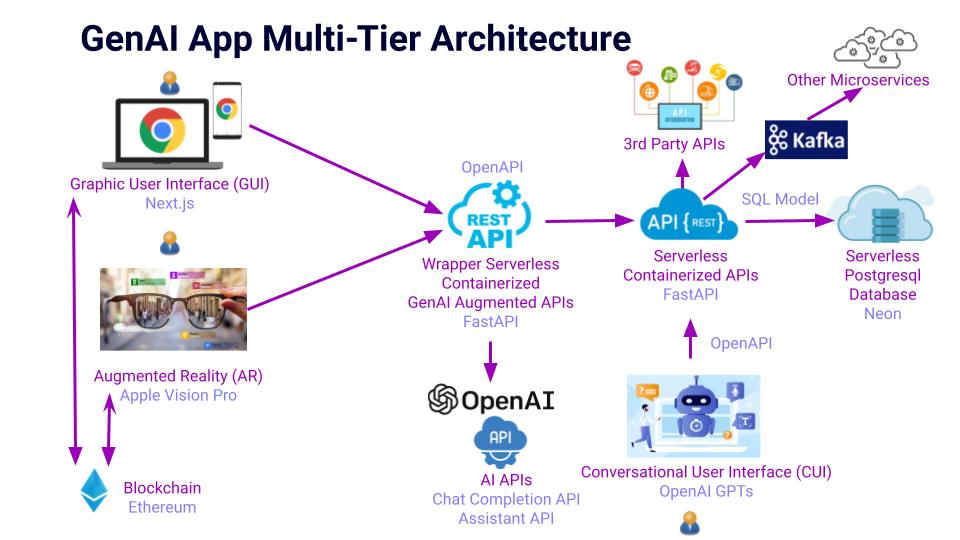 GenAI App Multi-Tier Architecture
Other Microservices
API
INTEGRATION
3rd Party APIs
Kafka
Graphic User Interface (GUI)
Next.js
OpenAPI
REST
API
SQL Model
API {REST}
Wrapper Serverless
Containerized
GenAI Augmented APIs
FastAPI
Serverless
Containerized APIs
FastAPI
Serverless
Postgresql
Database
Neon
OpenAPI
Augmented Reality (AR)
Apple Vision Pro
OpenAI
API
AI APIs
Chat Completion API
Assistant API
Conversational User Interface (CUI)
OpenAI GPTs
Blockchain
Ethereum